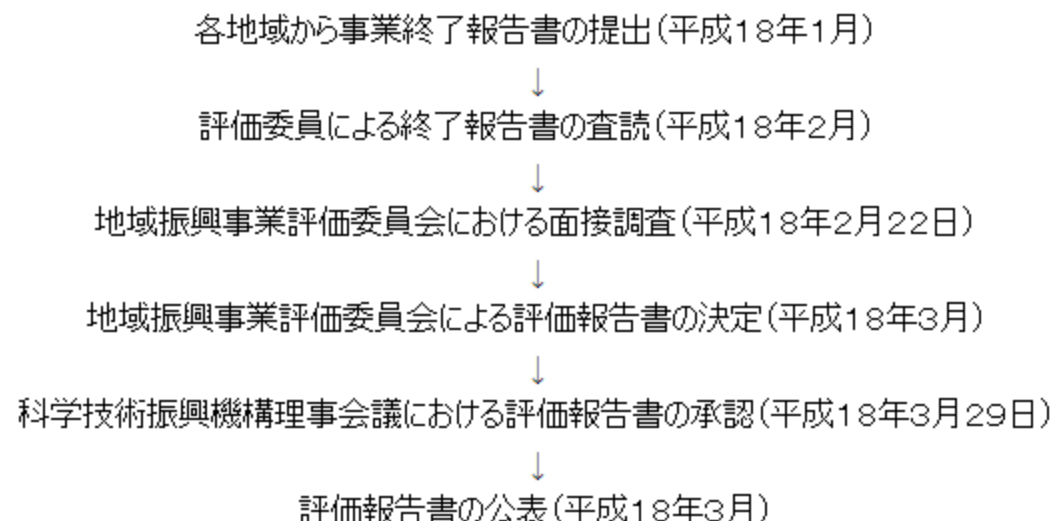 各地域から事業終了報告書の提出(平成18年1月)
↓
評価委員による終了報告書の査読(平成18年2月)
↓
地域振興事業評価委員会における面接調査(平成18年2月22日)
↓
地域振興事業評価委員会による評価報告書の決定(平成18年3月)
↓
科学技術振興機構理事会議における評価報告書の承認(平成18年3月29日)
↓
評価報告書の公表(平成18年3月)